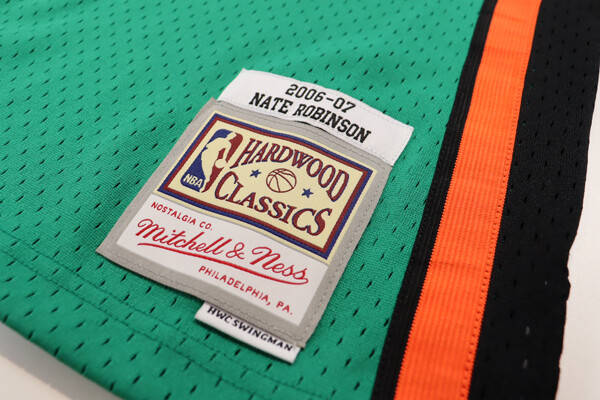 2006-07
NATE ROBINSON
NBA
HARDWOOD
CLASSICS
NOSTALGIA CO.
Mitchell & Ness
PHILADELPHIA, PA.
HWC SWINGMAN